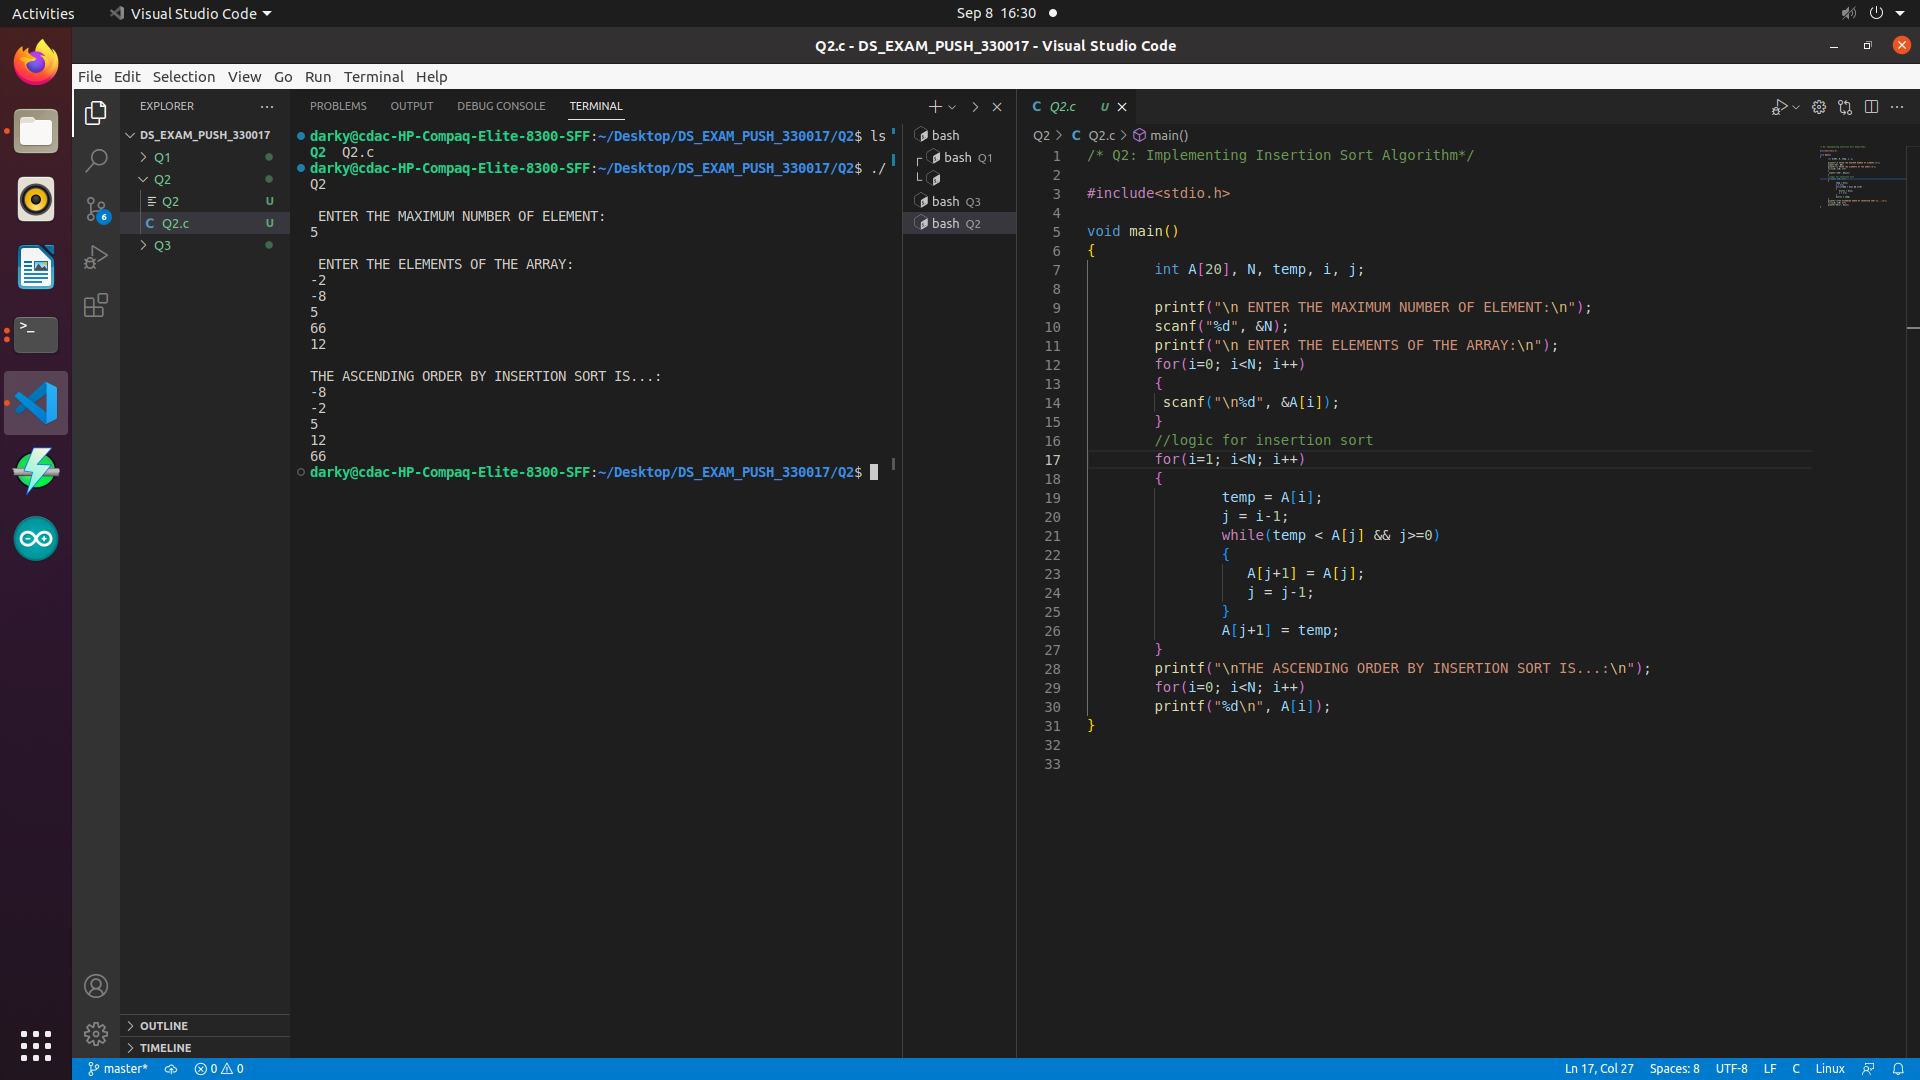 Activities
Visual Studio Code
Sep 8 16:30
Q2.c - DS_EXAM_PUSH_330017 - Visual Studio Code
File Edit Selection View Go Run Terminal Help
EXPLORER
DS_EXAM_PUSH_330017
Q1
Q2
Q2 U
C Q2.c U
Q3
6
OUTLINE
TIMELINE
PROBLEMS OUTPUT DEBUG CONSOLE TERMINAL
darky@cdac-HP-Compaq-Elite-8300-SFF:~/Desktop/DS_EXAM_PUSH_330017/Q2$ ls
Q2  Q2.c
darky@cdac-HP-Compaq-Elite-8300-SFF:~/Desktop/DS_EXAM_PUSH_330017/Q2$ ./
Q2
ENTER THE MAXIMUM NUMBER OF ELEMENT:
5
ENTER THE ELEMENTS OF THE ARRAY:
-2
-8
5
66
12
THE ASCENDING ORDER BY INSERTION SORT IS...:
-8
-2
5
12
66
darky@cdac-HP-Compaq-Elite-8300-SFF:~/Desktop/DS_EXAM_PUSH_330017/Q2$
bash
bash Q1
bash Q3
bash Q2
C Q2.c U
Q2 > C Q2.c > main()
1 /* Q2: Implementing Insertion Sort Algorithm*/
2
3 #include<stdio.h>
4
5 void main()
6 {
7 int A[20], N, temp, i, j;
8
9 printf("\n ENTER THE MAXIMUM NUMBER OF ELEMENT:\n");
10 scanf("%d", &N);
11 printf("\n ENTER THE ELEMENTS OF THE ARRAY:\n");
12 for(i=0; i<N; i++)
13 {
14 scanf("\n%d", &A[i]);
15 }
16 //logic for insertion sort
17 for(i=1; i<N; i++)
18 {
19 temp = A[i];
20 j = i-1;
21 while(temp < A[j] && j>=0)
22 {
23 A[j+1] = A[j];
24 j = j-1;
25 }
26 A[j+1] = temp;
27 }
28 printf("\nTHE ASCENDING ORDER BY INSERTION SORT IS...:\n");
29 for(i=0; i<N; i++)
30 printf("%d\n", A[i]);
31 }
32
33
master* 0 0
Ln 17, Col 27 Spaces: 8 UTF-8 LF C Linux